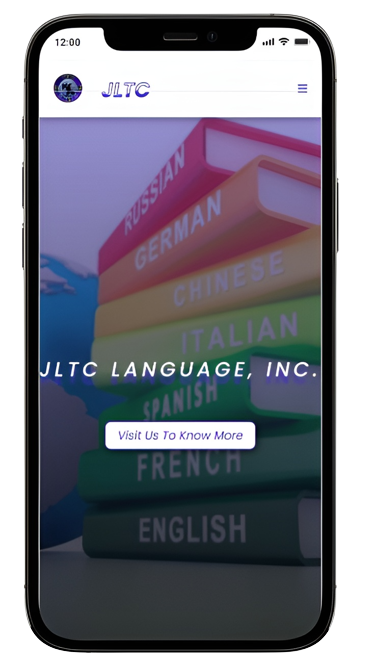 12:00
JLTC
RUSSIAN
GERMAN
CHINESE
ITALIAN
JLTC LANGUAGE, INC.
SPANISH
Visit Us To Know More
FRENCH
ENGLISH